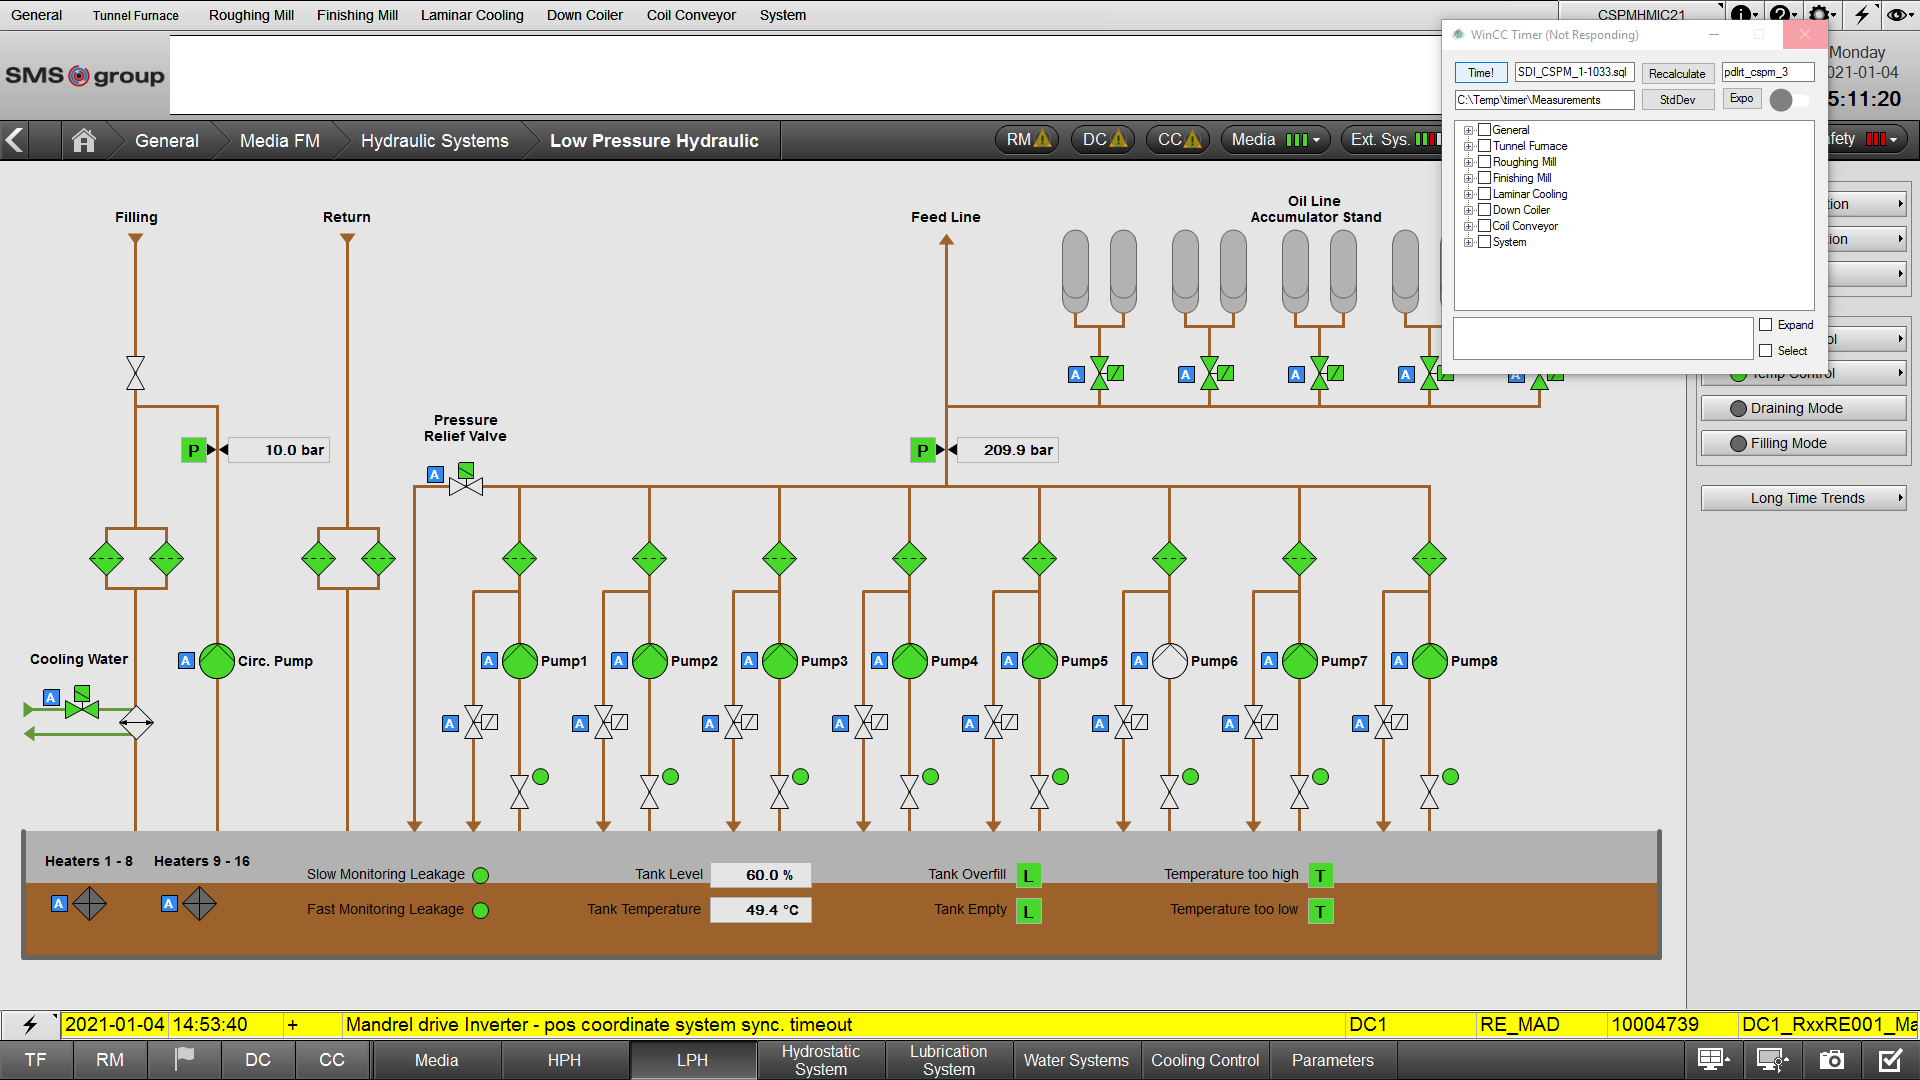 General Tunnel Furnace Roughing Mill Finishing Mill Laminar Cooling Down Coiler Coil Conveyor System CSPMHMIC21
SMS group
Monday
021-01-04
5:11:20
WinCC Timer (Not Responding)
Time! SDI_CSPM_1-1033.sql Recalculate pdlrt_cspm_3
C:\Temp\timer\Measurements StdDev Expo
General
Tunnel Furnace
Roughing Mill
Finishing Mill
Laminar Cooling
Down Coiler
Coil Conveyor
System
Expand
Select
General Media FM Hydraulic Systems Low Pressure Hydraulic RM DC CC Media Ext. Sys. fety
Filling Return Feed Line
Oil Line
Accumulator Stand
tion
tion
ol
A A A A A
Temp Control
Draining Mode
Filling Mode
Long Time Trends
Pressure
Relief Valve
P 10.0 bar
P 209.9 bar
A
Cooling Water
A
A Circ. Pump
A Pump1 A Pump2 A Pump3 A Pump4 A Pump5 A Pump6 A Pump7 A Pump8
A A A A A A A A
Heaters 1 - 8 Heaters 9 - 16
A A
Slow Monitoring Leakage Tank Level 60.0 % Tank Overfill L Temperature too high T
Fast Monitoring Leakage Tank Temperature 49.4 °C Tank Empty L Temperature too low T
2021-01-04 14:53:40 + Mandrel drive Inverter - pos coordinate system sync. timeout DC1 RE_MAD 10004739 DC1_RxxRE001_Ma
TF RM DC CC Media HPH LPH Hydrostatic System Lubrication System Water Systems Cooling Control Parameters